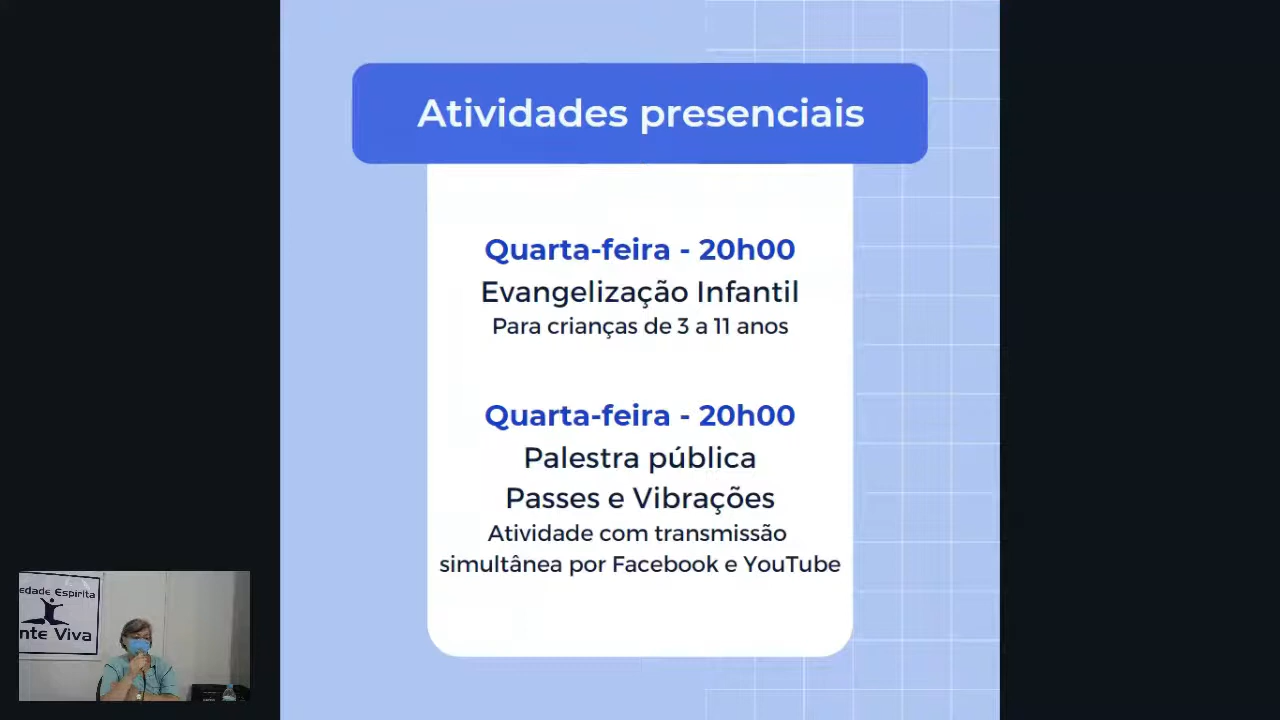 Atividades presenciais
Quarta-feira - 20h00
Evangelização Infantil
Para crianças de 3 a 11 anos
Quarta-feira - 20h00
Palestra pública
Passes e Vibrações
Atividade com transmissão
simultânea por Facebook e YouTube
edade Espírita
nte Viva